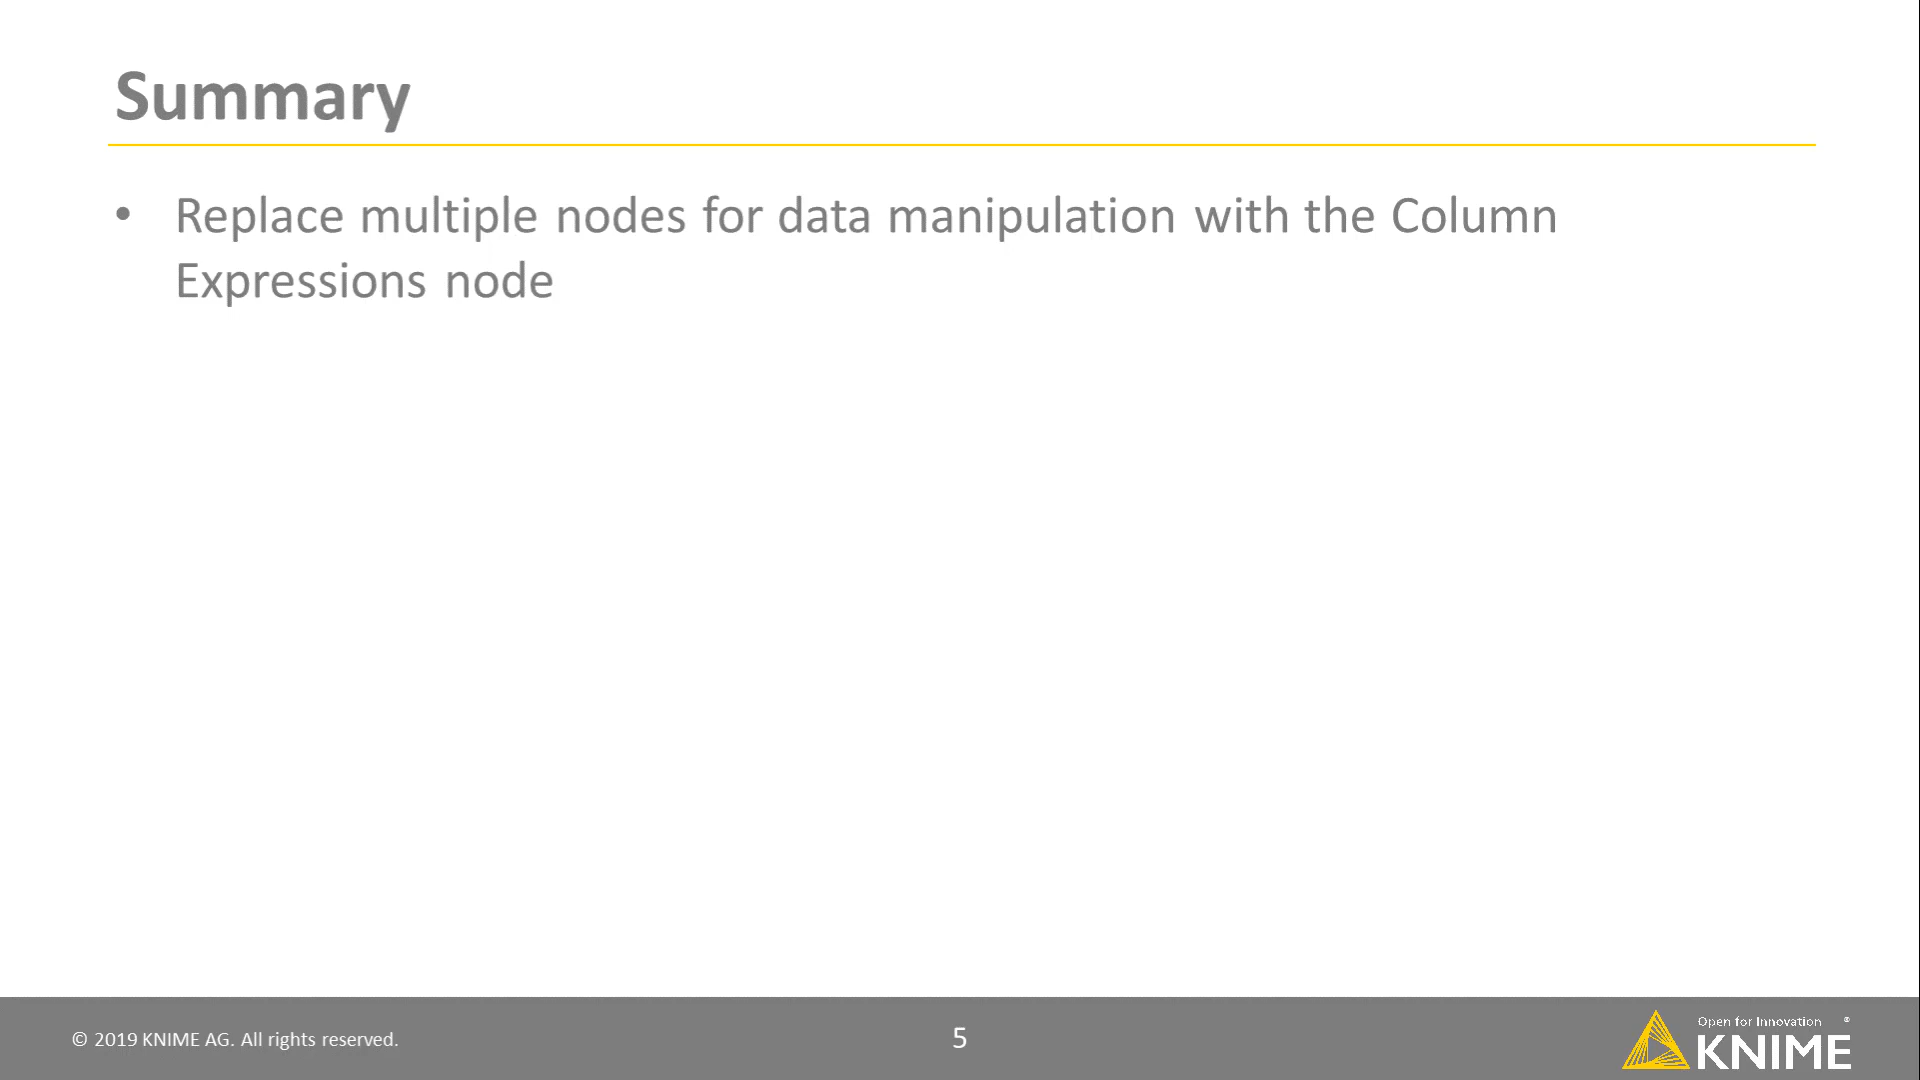 Summary
• Replace multiple nodes for data manipulation with the Column
Expressions node
© 2019 KNIME AG. All rights reserved.
5
Open for Innovation ®
KNIME